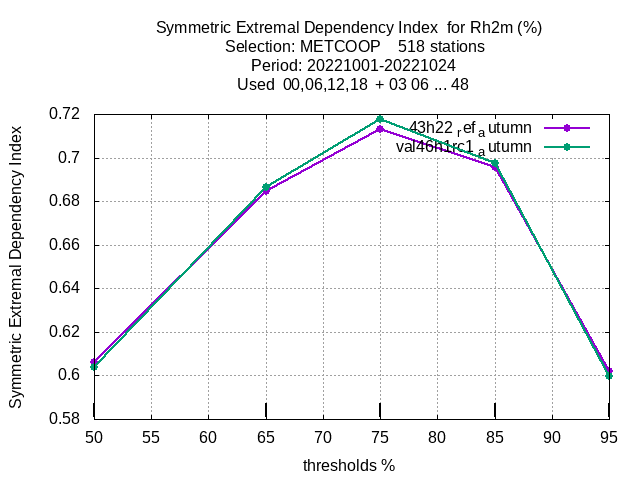 Symmetric Extremal Dependency Index for Rh2m (%)
Selection: METCOOP 518 stations
Period: 20221001-20221024
Used 00,06,12,18 + 03 06 ... 48
Symmetric Extremal Dependency Index
0.72
0.7
0.68
0.66
0.64
0.62
0.6
0.58
43h22 ref a utumn
val46h1rc1 a utumn
50 55 60 65 70 75 80 85 90 95
thresholds %